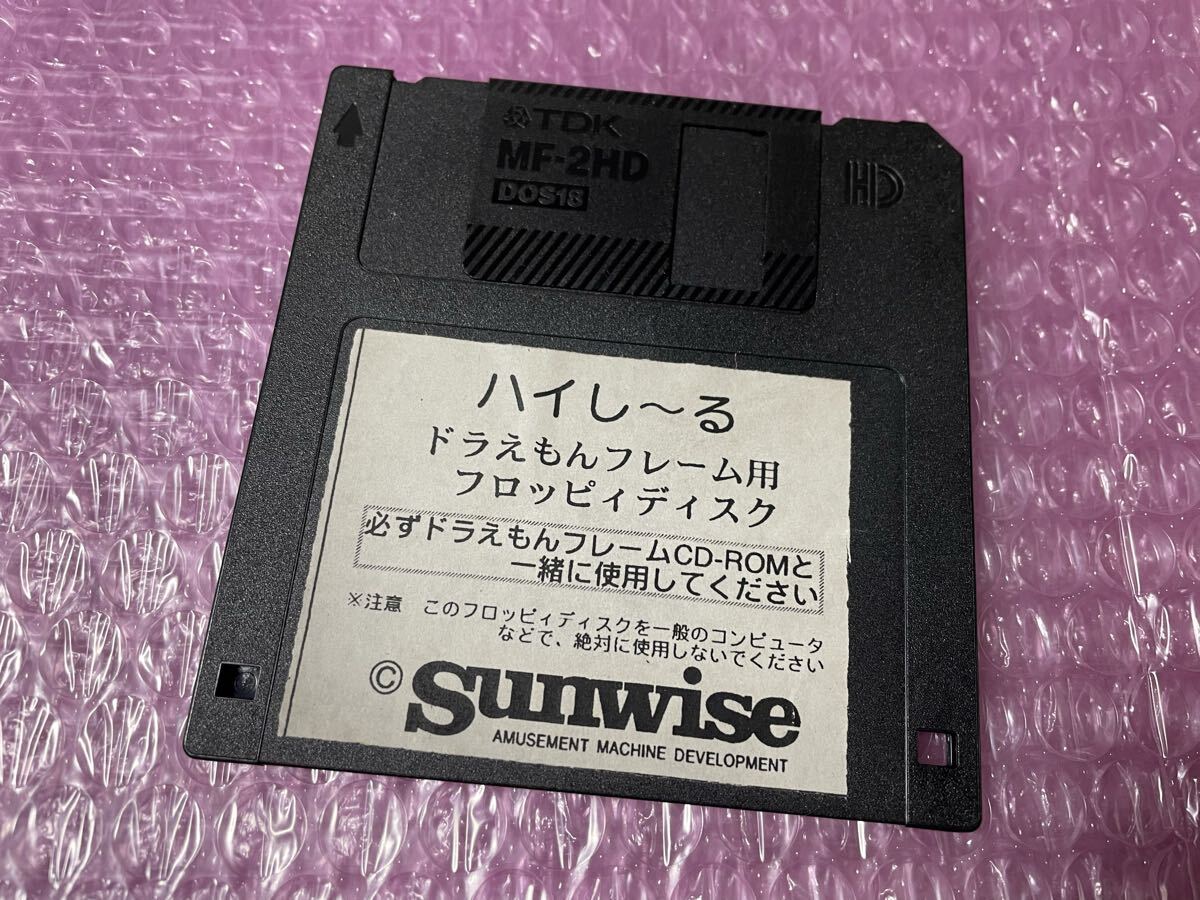 TDK
MF-2HD
DOS18
HD
ハイし～る
ドラえもんフレーム用
フロッピィディスク
必ずドラえもんフレームCD-ROMと
一緒に使用してください
※注意　このフロッピィディスクを一般のコンピュータ
などで、絶対に使用しないでください
© Sunwise
AMUSEMENT MACHINE DEVELOPMENT